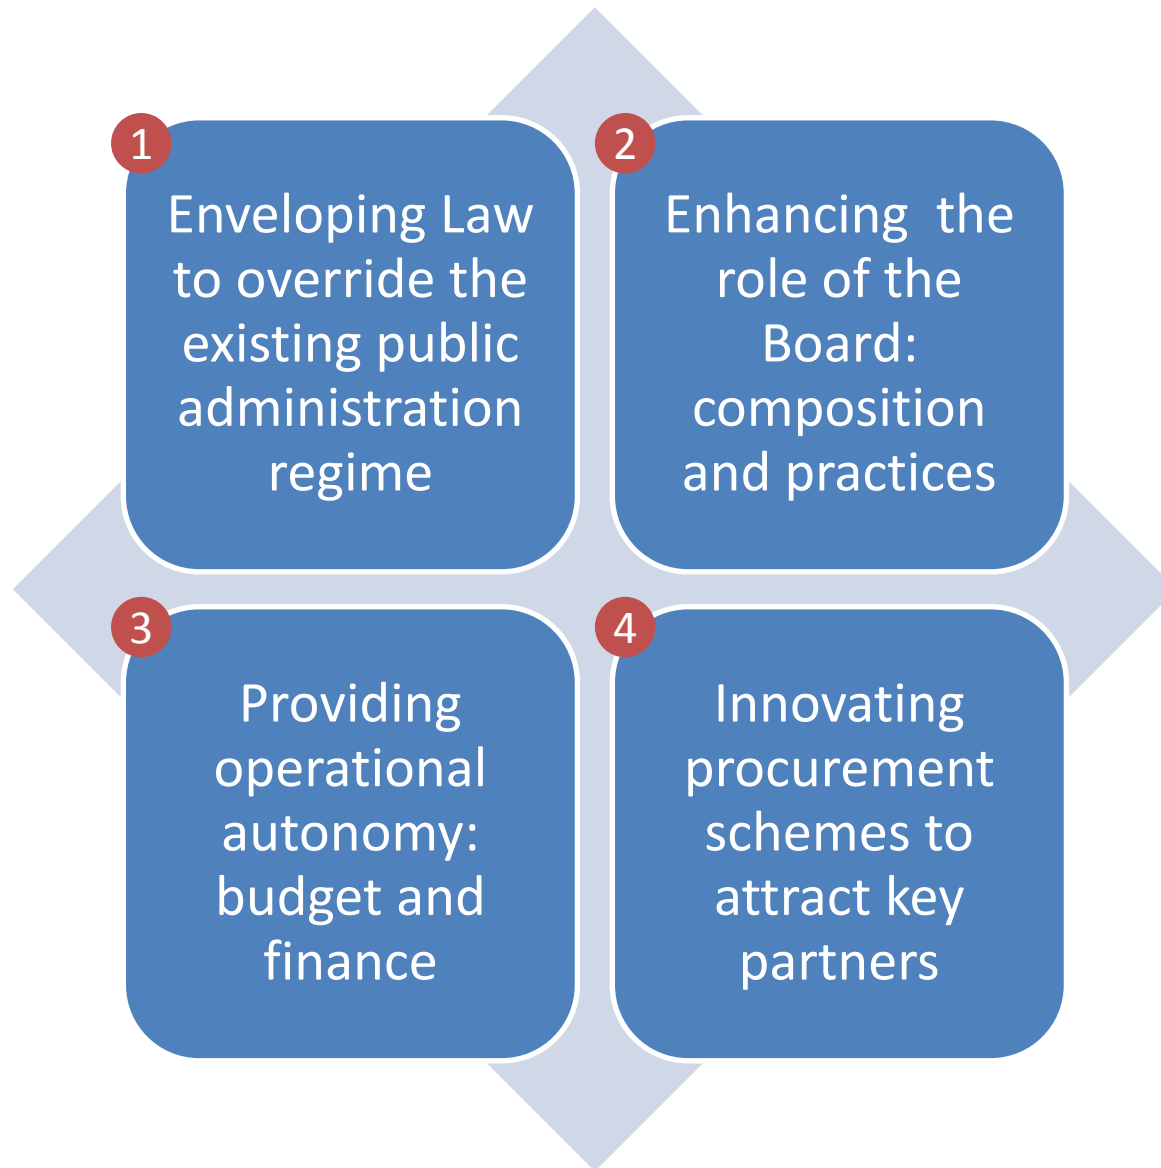 1
Enveloping Law
to override the
existing public
administration
regime
2
Enhancing  the
role of the
Board:
composition
and practices
3
Providing
operational
autonomy:
budget and
finance
4
Innovating
procurement
schemes to
attract key
partners